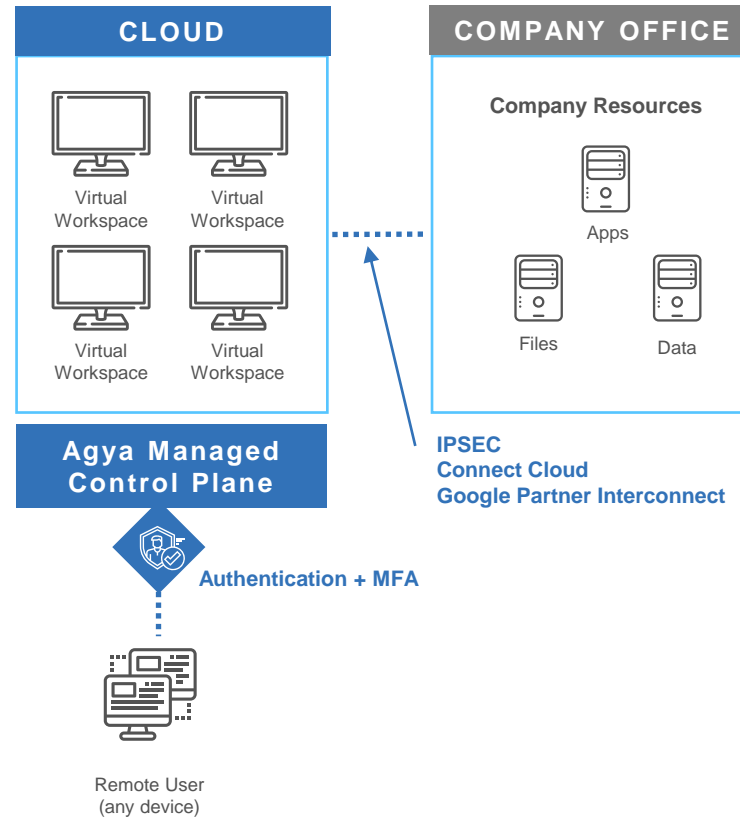 CLOUD
COMPANY OFFICE
Virtual
Workspace
Virtual
Workspace
Virtual
Workspace
Virtual
Workspace
Company Resources
Apps
Files
Data
Agya Managed
Control Plane
IPSEC
Connect Cloud
Google Partner Interconnect
Authentication + MFA
Remote User
(any device)